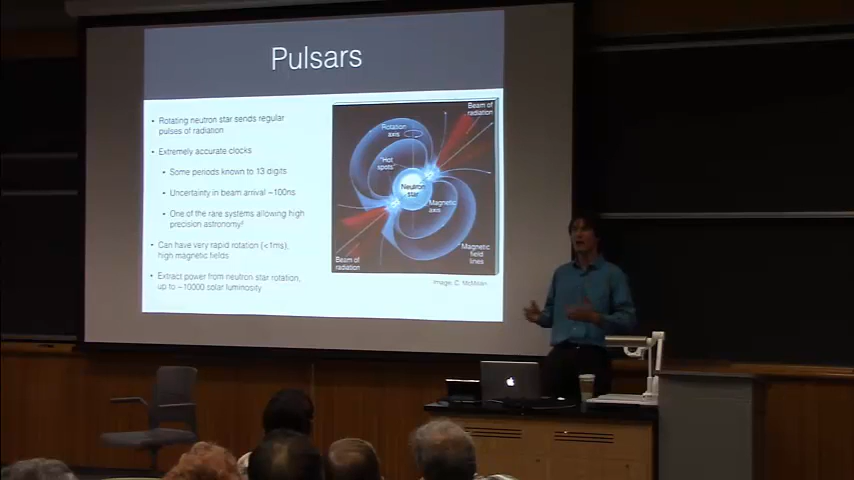 Pulsars
• Rotating neutron star sends regular
pulses of radiation
• Extremely accurate clocks
• Some periods known to 13 digits
• Uncertainty in beam arrival ~100ns
• One of the rare systems allowing high
precision astronomy!
• Can have very rapid rotation (<1ms),
high magnetic fields
• Extract power from neutron star rotation,
up to ~10000 solar luminosity
Beam of
radiation
Rotation
axis
"Hot
spots"
Neutron
star
Magnetic
axis
Magnetic
field
lines
Beam of
radiation
Image: C. McMillan